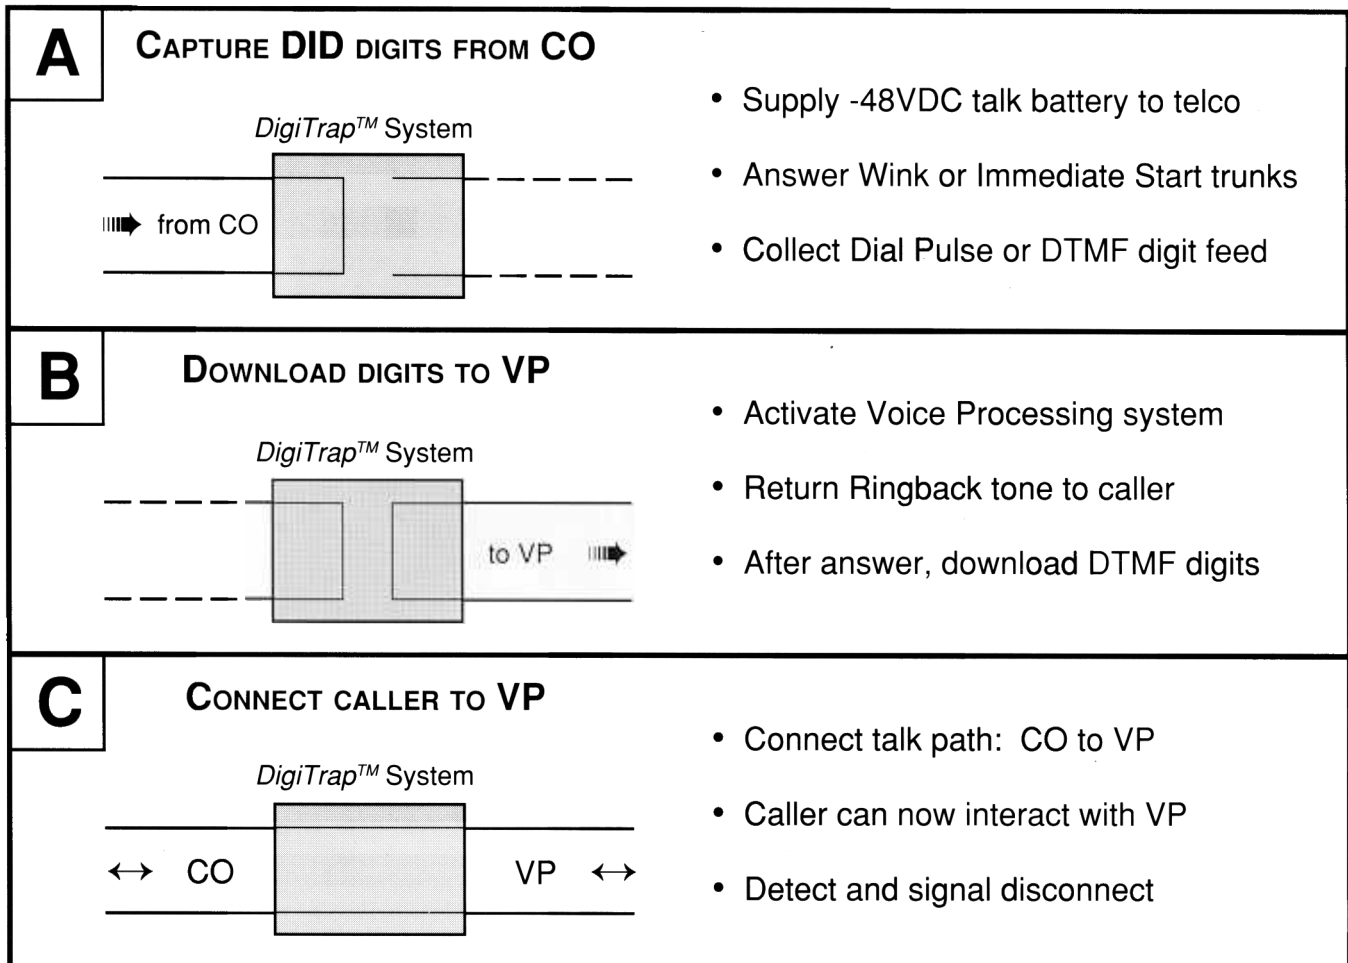 A
CAPTURE DID DIGITS FROM CO
DigiTrap™ System
from CO
• Supply -48VDC talk battery to telco
• Answer Wink or Immediate Start trunks
• Collect Dial Pulse or DTMF digit feed
B
DOWNLOAD DIGITS TO VP
DigiTrap™ System
to VP
• Activate Voice Processing system
• Return Ringback tone to caller
• After answer, download DTMF digits
C
CONNECT CALLER TO VP
DigiTrap™ System
CO
VP
• Connect talk path: CO to VP
• Caller can now interact with VP
• Detect and signal disconnect